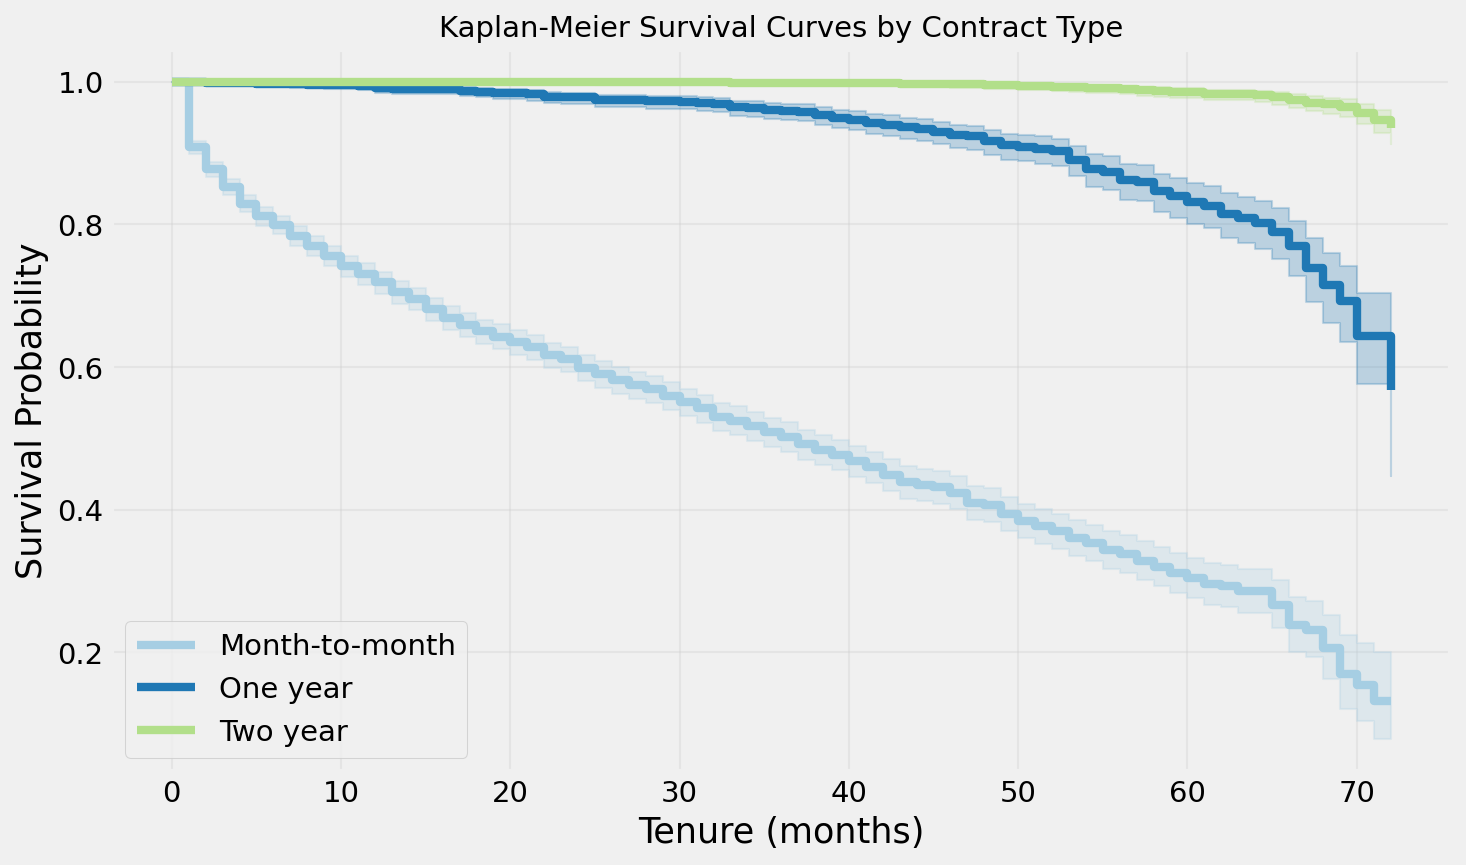 Kaplan-Meier Survival Curves by Contract Type
Survival Probability
1.0
0.8
0.6
0.4
0.2
Month-to-month
One year
Two year
0 10 20 30 40 50 60 70
Tenure (months)